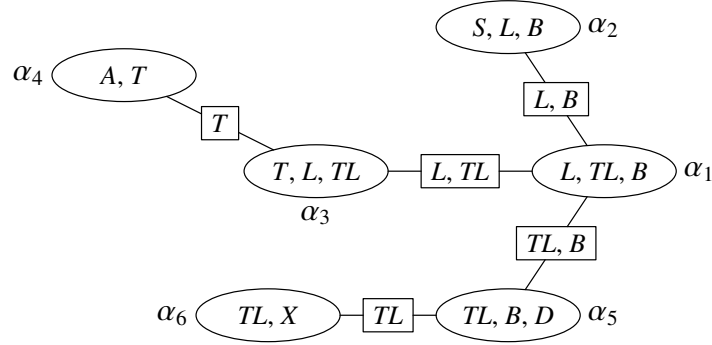 S, L, B α2
α4 A, T
L, B
T
T, L, TL L, TL L, TL, B α1
α3
TL, B
α6 TL, X TL TL, B, D α5